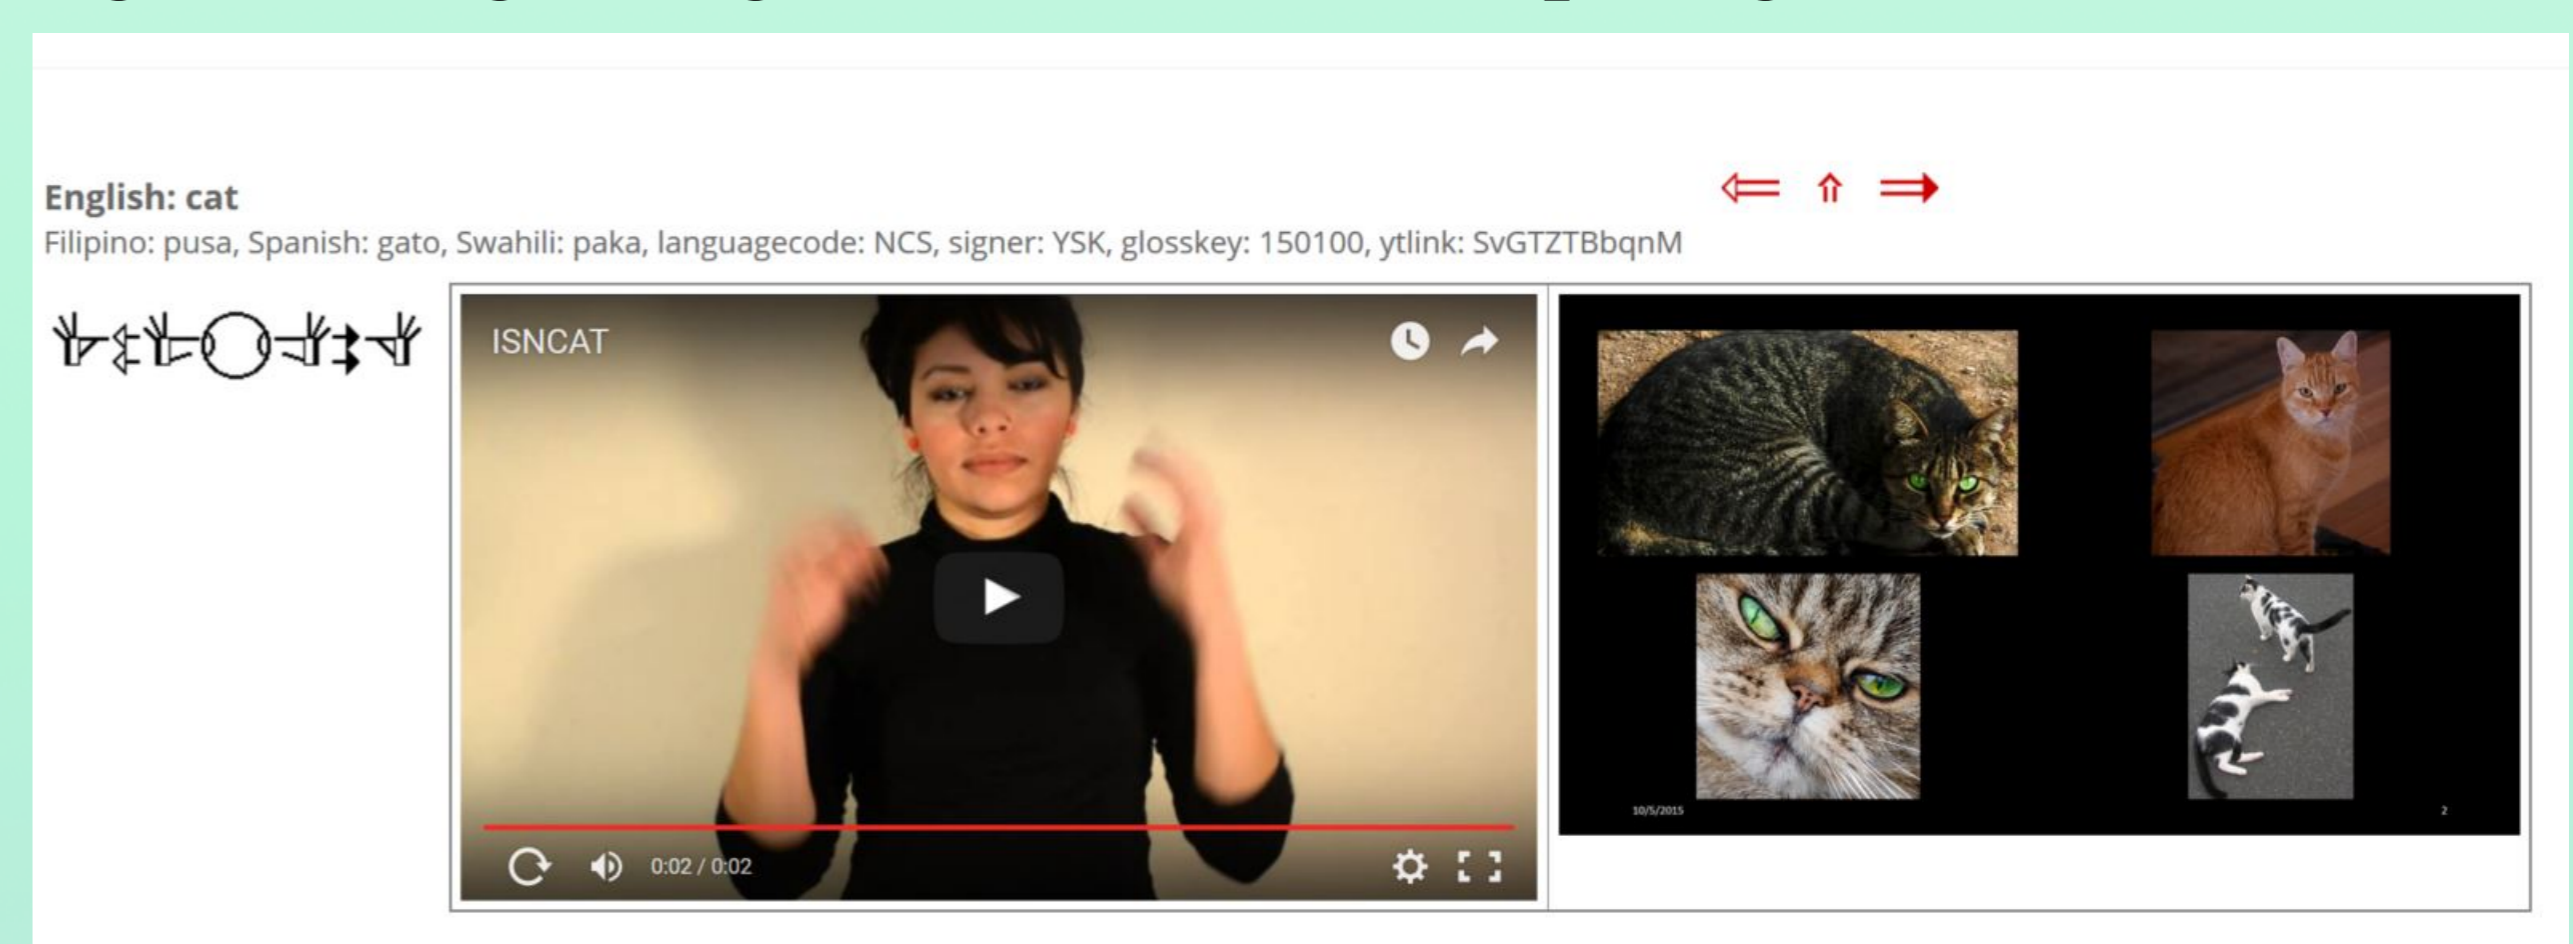 English: cat
Filipino: pusa, Spanish: gato, Swahili: paka, languagecode: NCS, signer: YSK, glosskey: 150100, ytlink: SvGTZTBbqnM
ISNCAT
0:02 / 0:02
10/5/2015
2